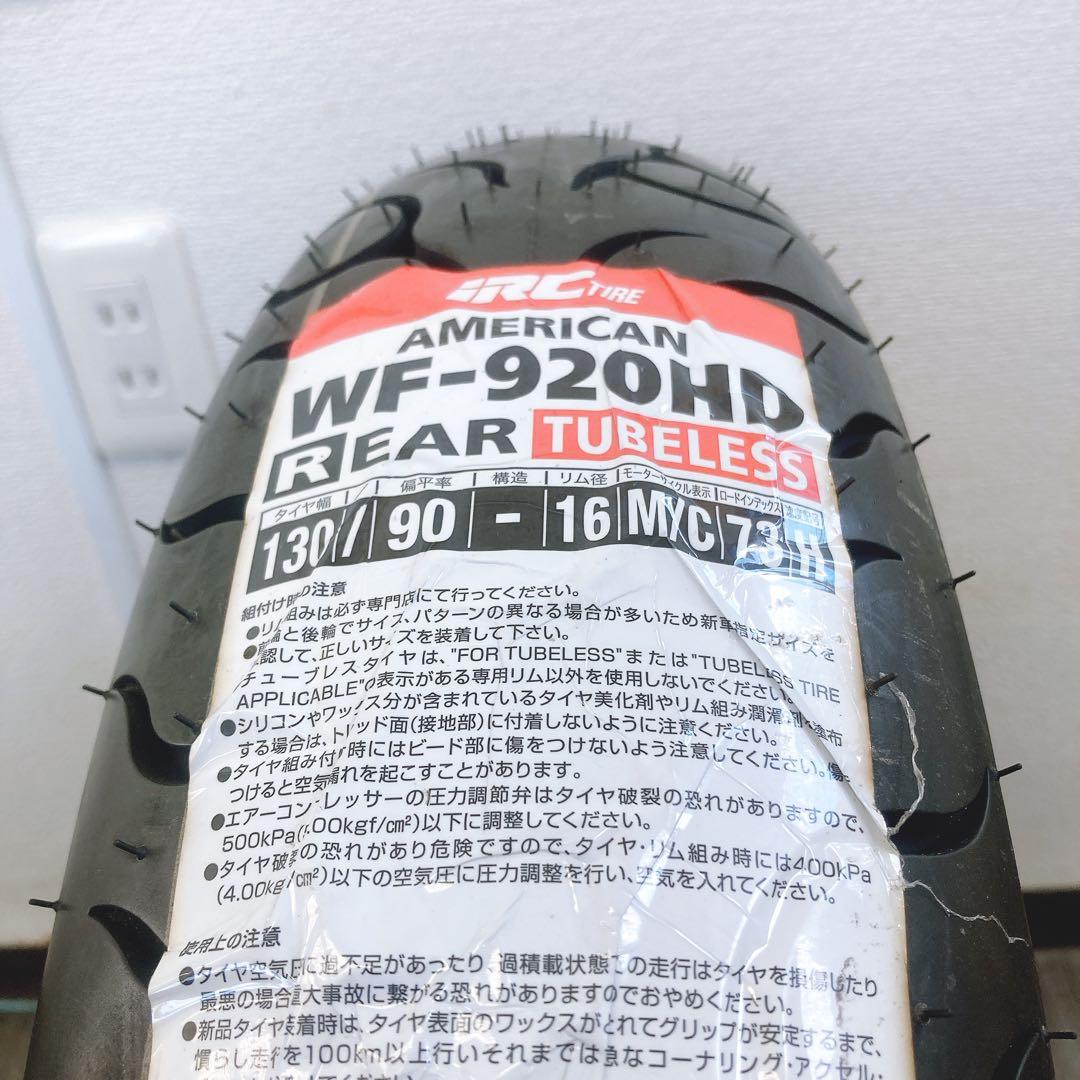 IRC TIRE
AMERICAN
WF-920HD
REAR TUBELESS
タイヤ幅 / 偏平率 構造 リム径 モーターサイクル表示 ロードインデックス 速度記号
130 / 90 - 16 M/C 73 H
組付け時の注意
●リム組みは必ず専門店にて行ってください。
●前輪と後輪でサイズ、パターンの異なる場合が多いため新車指定サイズを
確認して、正しいサイズを装着して下さい。
チューブレスタイヤは、"FOR TUBELESS"または"TUBELESS TIRE
APPLICABLE"の表示がある専用リム以外を使用しないでください。
●シリコンやワックス分が含まれているタイヤ美化剤やリム組み潤滑剤を塗布
する場合は、トレッド面(接地部)に付着しないように注意ください。
●タイヤ組み付け時にはビード部に傷をつけないよう注意してください。傷
つけると空気漏れを起こすことがあります。
●エアーコンプレッサーの圧力調節弁はタイヤ破裂の恐れがありますので、
500kPa(5.00kgf/cm²)以下に調整してください。
●タイヤ破裂の恐れがあり危険ですので、タイヤ・リム組み時には400kPa
(4.00kg/cm²)以下の空気圧に圧力調整を行い、空気を入れてください。
使用上の注意
●タイヤ空気圧に過不足があったり、過積載状態での走行はタイヤを損傷したり
最悪の場合重大事故に繋がる恐れがありますのでおやめください。
●新品タイヤ装着時は、タイヤ表面のワックスがとれてグリップが安定するまで、
慣らし走行を100km以上行いそれまでは急なコーナリング・アクセル・